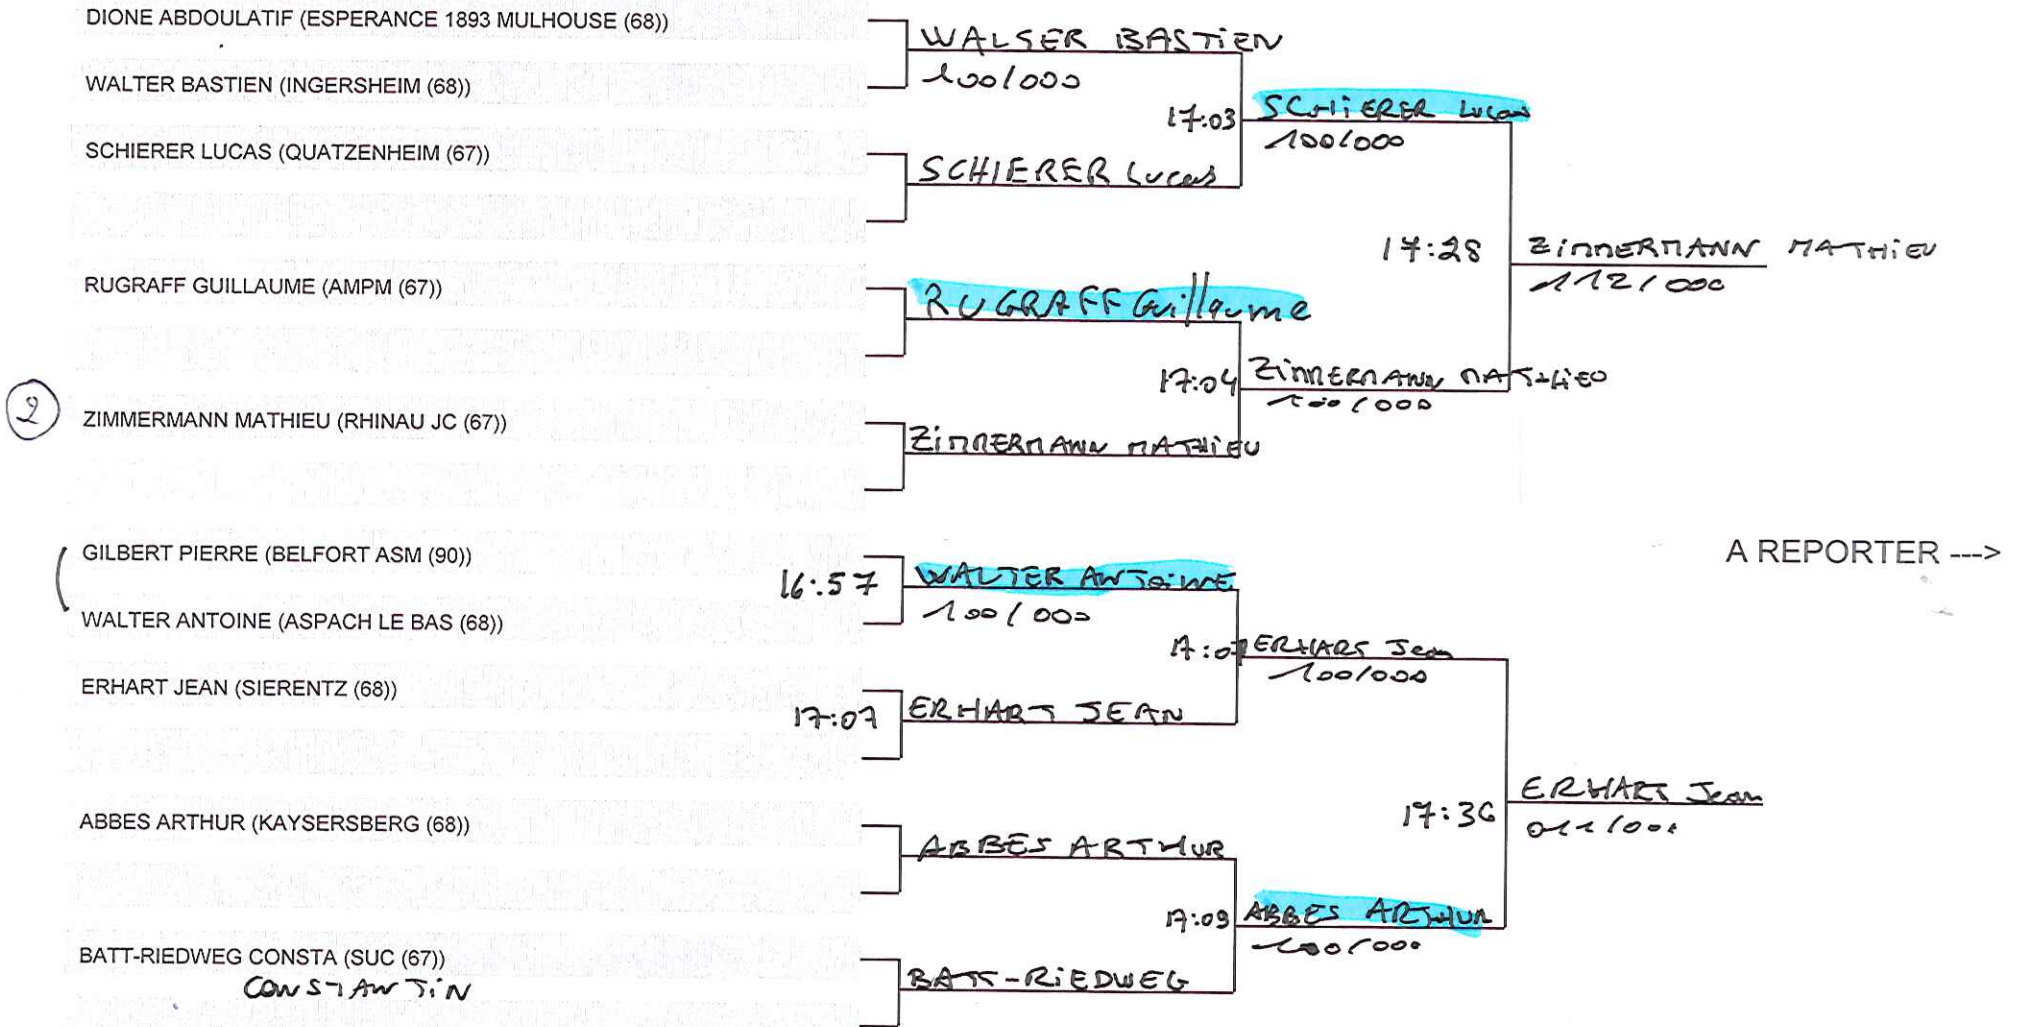 DIONE ABDOULATIF (ESPERANCE 1893 MULHOUSE (68))
WALSER BASTIEN
100/000
WALTER BASTIEN (INGERSHEIM (68))
17:03 SCHIERER Lucas
100/000
SCHIERER LUCAS (QUATZENHEIM (67))
SCHIERER Lucas
17:28 ZIMMERMANN MATHIEU
112/000
RUGRAFF GUILLAUME (AMPM (67))
RUGRAFF Guillaume
17:04 ZIMMERMANN MATHIEU
100/000
2 ZIMMERMANN MATHIEU (RHINAU JC (67))
ZIMMERMANN MATHIEU
A REPORTER --->
GILBERT PIERRE (BELFORT ASM (90))
16:57 WALTER ANTOINE
100/000
WALTER ANTOINE (ASPACH LE BAS (68))
ERHART Jean
100/000
ERHART JEAN (SIERENTZ (68))
17:07 ERHART JEAN
17:36 ERHART Jean
ABBES ARTHUR (KAYSERSBERG (68))
ABBES ARTHUR
17:09 ABBES ARTHUR
100/000
BATT-RIEDWEG CONSTA (SUC (67))
CONSTANTIN
BATT-RIEDWEG